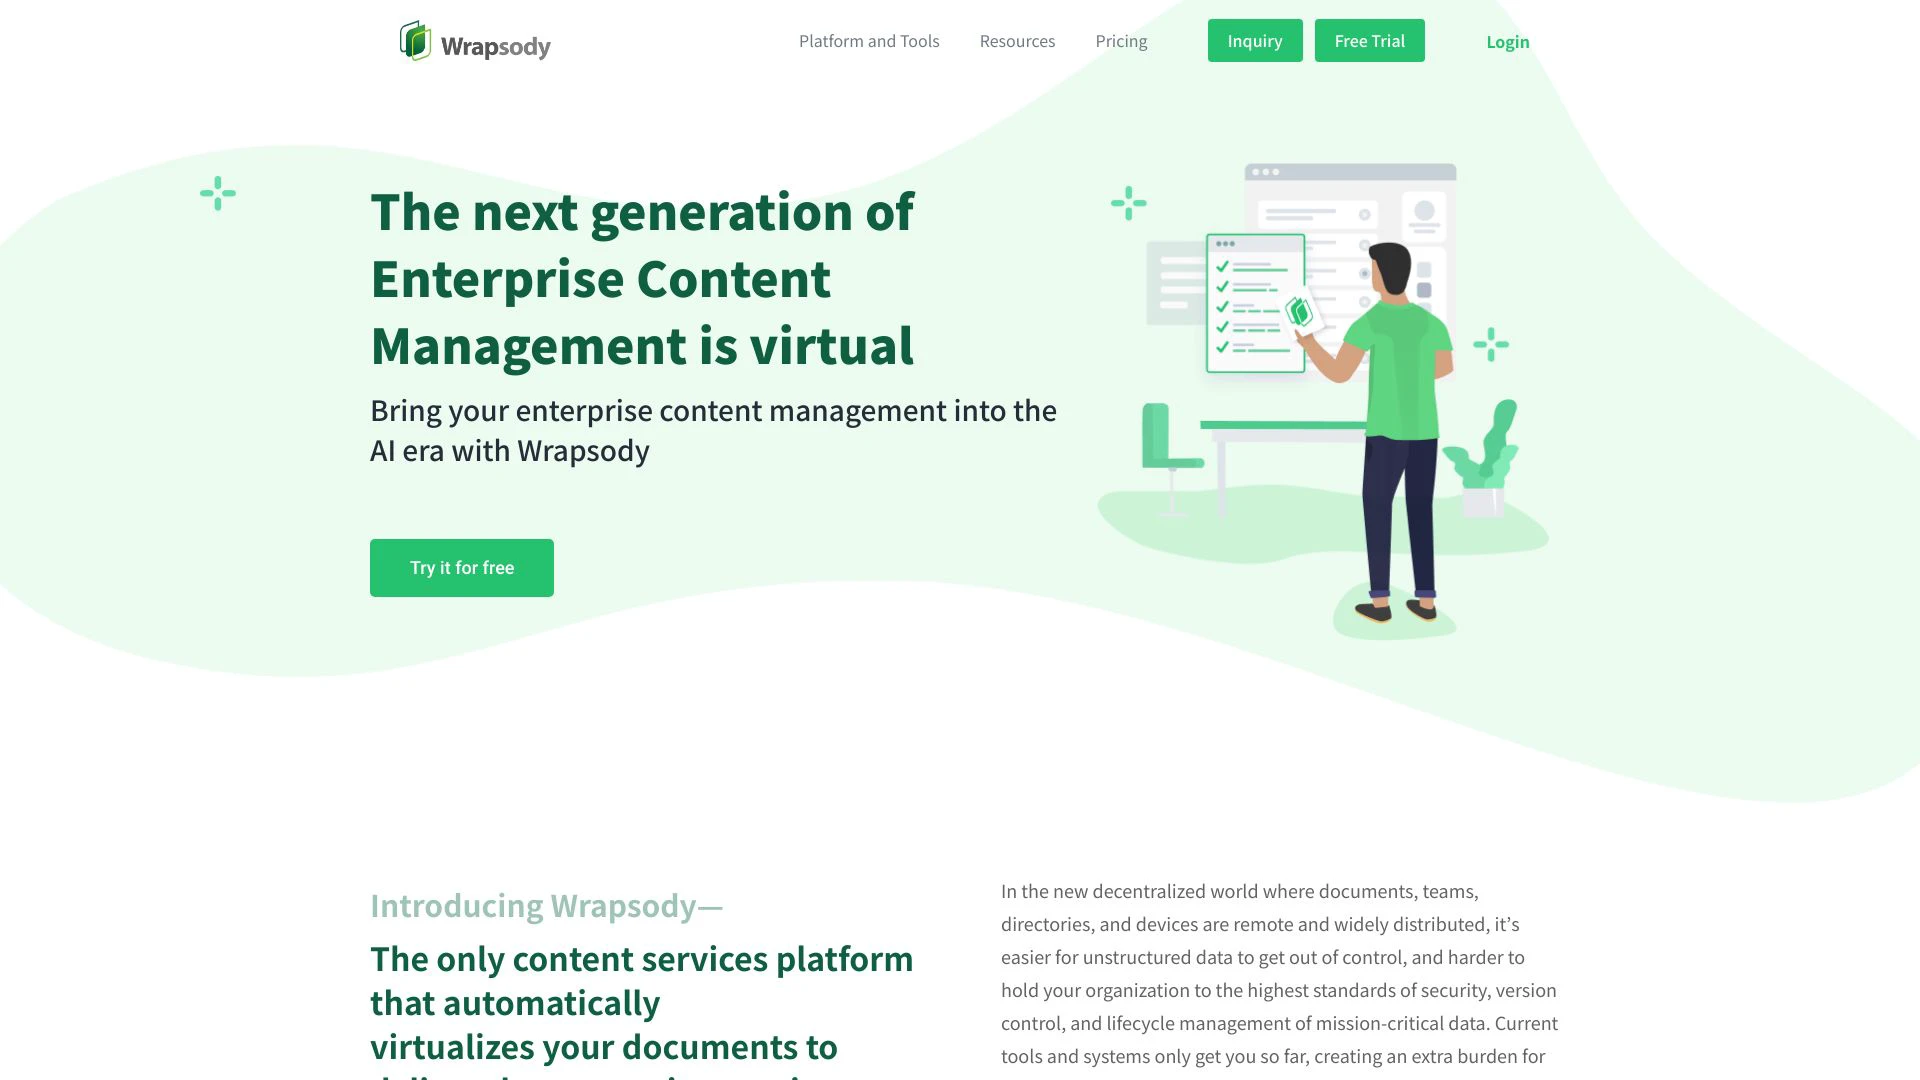 Wrapsody
Platform and Tools
Resources
Pricing
Inquiry
Free Trial
Login
The next generation of
Enterprise Content
Management is virtual
Bring your enterprise content management into the
AI era with Wrapsody
Try it for free
Introducing Wrapsody—
The only content services platform
that automatically
virtualizes your documents to
In the new decentralized world where documents, teams,
directories, and devices are remote and widely distributed, it’s
easier for unstructured data to get out of control, and harder to
hold your organization to the highest standards of security, version
control, and lifecycle management of mission-critical data. Current
tools and systems only get you so far, creating an extra burden for